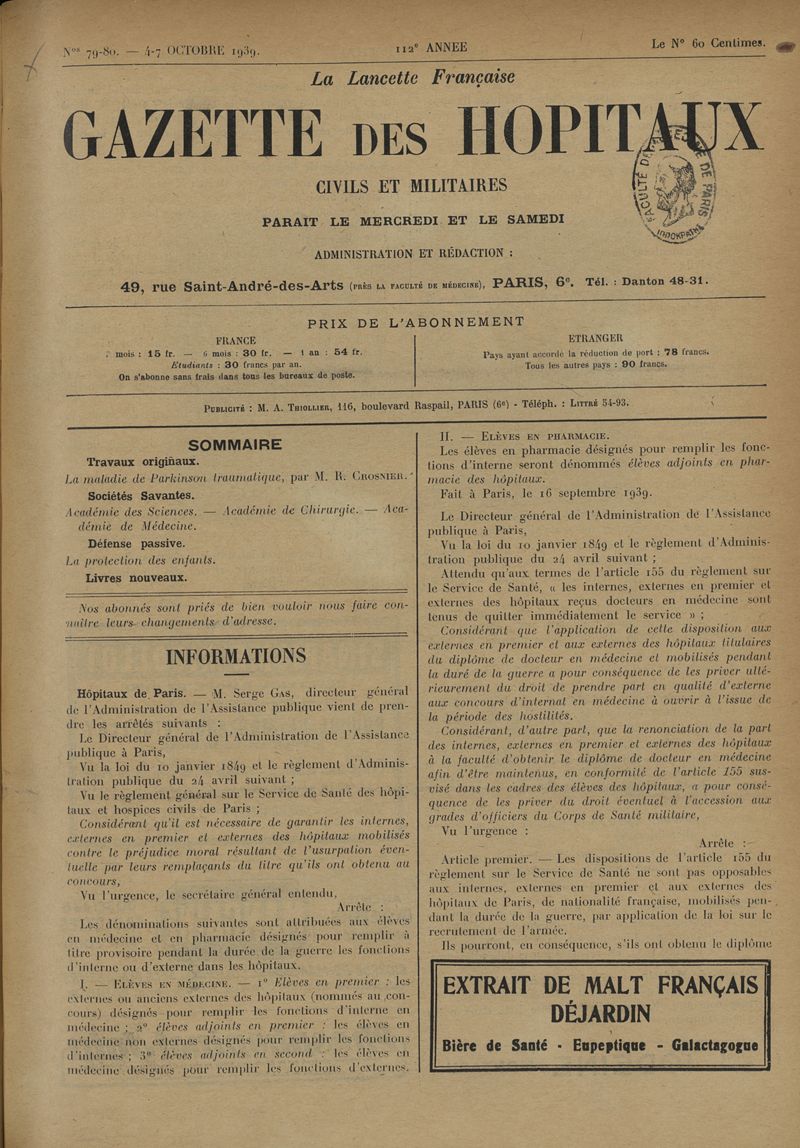 Nos 79-80. — 4-7 OCTOBRE 1939.
112e ANNEE
Le N° 60 Centimes.
La Lancette Française
GAZETTE DES HOPITAUX
CIVILS ET MILITAIRES
PARAIT LE MERCREDI ET LE SAMEDI
ADMINISTRATION ET RÉDACTION :
49, rue Saint-André-des-Arts (PRÈS LA FACULTÉ DE MÉDECINE), PARIS, 6e. Tél. : Danton 48-31.
FACULTÉ DE MÉDECINE DE PARIS
PRIX DE L'ABONNEMENT
FRANCE
mois : 15 fr. — 6 mois : 30 fr. — 1 an : 54 fr.
Étudiants : 30 francs par an.
On s'abonne sans frais dans tous les bureaux de poste.
ETRANGER
Pays ayant accordé la réduction de port : 78 francs.
Tous les autres pays : 90 francs.
PUBLICITÉ : M. A. THIOLLIER, 116, boulevard Raspail, PARIS (6e) - Téléph. : LITTRÉ 54-93.
SOMMAIRE
Travaux originaux.
La maladie de Parkinson traumatique, par M. R. CROSNIER.
Sociétés Savantes.
Académie des Sciences. — Académie de Chirurgie. — Aca-
démie de Médecine.
Défense passive.
La protection des enfants.
Livres nouveaux.
Nos abonnés sont priés de bien vouloir nous faire con-
naître leurs changements d'adresse.
INFORMATIONS
Hôpitaux de Paris. — M. Serge GAS, directeur général
de l'Administration de l'Assistance publique vient de pren-
dre les arrêtés suivants :
Le Directeur général de l'Administration de l'Assistance
publique à Paris,
Vu la loi du 10 janvier 1849 et le règlement d'Adminis-
tration publique du 24 avril suivant ;
Vu le règlement général sur le Service de Santé des hôpi-
taux et hospices civils de Paris ;
Considérant qu'il est nécessaire de garantir les internes,
externes en premier et externes des hôpitaux mobilisés
contre le préjudice moral résultant de l'usurpation éven-
tuelle par leurs remplaçants du titre qu'ils ont obtenu au
concours,
Vu l'urgence, le secrétaire général entendu,
Arrête :
Les dénominations suivantes sont attribuées aux élèves
en médecine et en pharmacie désignés pour remplir à
titre provisoire pendant la durée de la guerre les fonctions
d'interne ou d'externe dans les hôpitaux.
I. — ELÈVES EN MÉDECINE. — 1° Elèves en premier : les
externes ou anciens externes des hôpitaux (nommés au con-
cours) désignés pour remplir les fonctions d'interne en
médecine ; 2° élèves adjoints en premier : les élèves en
médecine non externes désignés pour remplir les fonctions
d'internes ; 3° élèves adjoints en second : les élèves en
médecine désignés pour remplir les fonctions d'externes.
II. — ELÈVES EN PHARMACIE.
Les élèves en pharmacie désignés pour remplir les fonc-
tions d'interne seront dénommés élèves adjoints en phar-
macie des hôpitaux.
Fait à Paris, le 16 septembre 1939.
Le Directeur général de l'Administration de l'Assistance
publique à Paris,
Vu la loi du 10 janvier 1849 et le règlement d'Adminis-
tration publique du 24 avril suivant ;
Attendu qu'aux termes de l'article 155 du règlement sur
le Service de Santé, « les internes, externes en premier et
externes des hôpitaux reçus docteurs en médecine sont
tenus de quitter immédiatement le service » ;
Considérant que l'application de cette disposition aux
externes en premier et aux externes des hôpitaux titulaires
du diplôme de docteur en médecine et mobilisés pendant
la duré de la guerre a pour conséquence de les priver ulté-
rieurement du droit de prendre part en qualité d'externe
aux concours d'internat en médecine à ouvrir à l'issue de
la période des hostilités.
Considérant, d'autre part, que la renonciation de la part
des internes, externes en premier et externes des hôpitaux
à la faculté d'obtenir le diplôme de docteur en médecine
afin d'être maintenus, en conformité de l'article 155 sus-
visé dans les cadres des élèves des hôpitaux, a pour consé-
quence de les priver du droit éventuel à l'accession aux
grades d'officiers du Corps de Santé militaire,
Vu l'urgence :
Arrête :
Article premier. — Les dispositions de l'article 155 du
règlement sur le Service de Santé ne sont pas opposables
aux internes, externes en premier et aux externes des
hôpitaux de Paris, de nationalité française, mobilisés pen-
dant la durée de la guerre, par application de la loi sur le
recrutement de l'armée.
Ils pourront, en conséquence, s'ils ont obtenu le diplôme
EXTRAIT DE MALT FRANÇAIS
DÉJARDIN
Bière de Santé - Eupeptique - Galactagogue